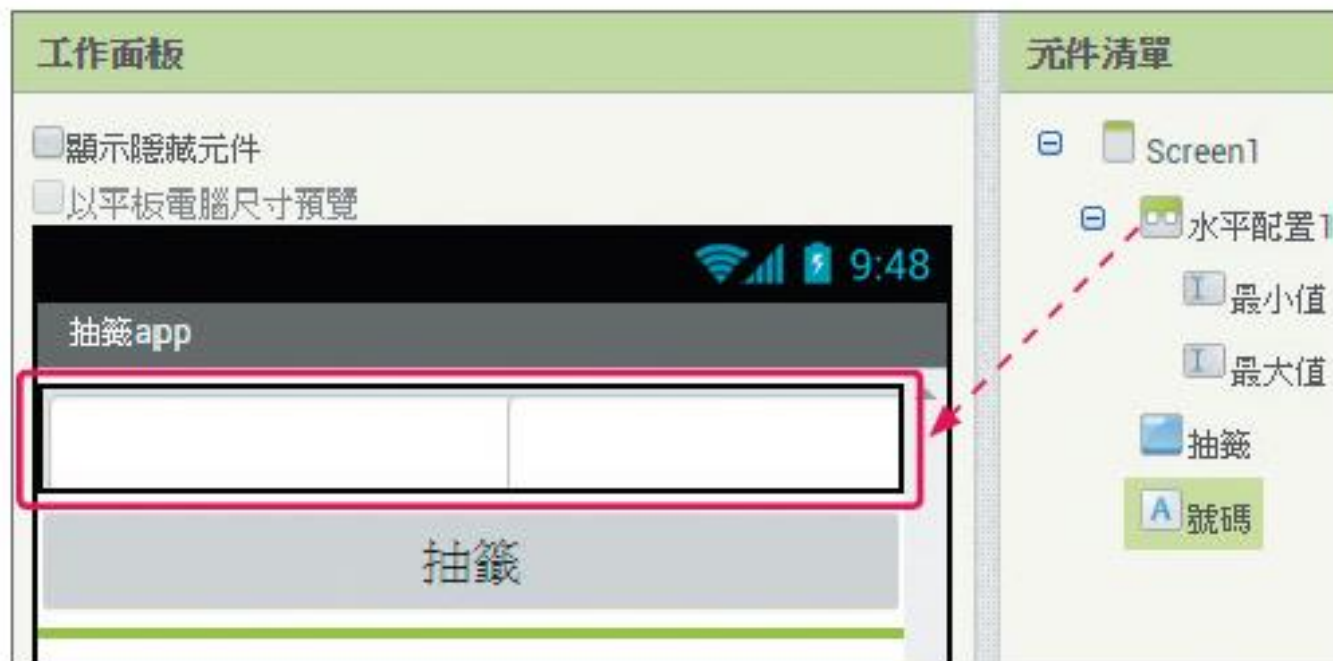 工作面板
顯示隱藏元件
以平板電腦尺寸預覽
9:48
抽籤app
抽籤
元件清單
Screen1
水平配置1
最小值
最大值
抽籤
A 號碼